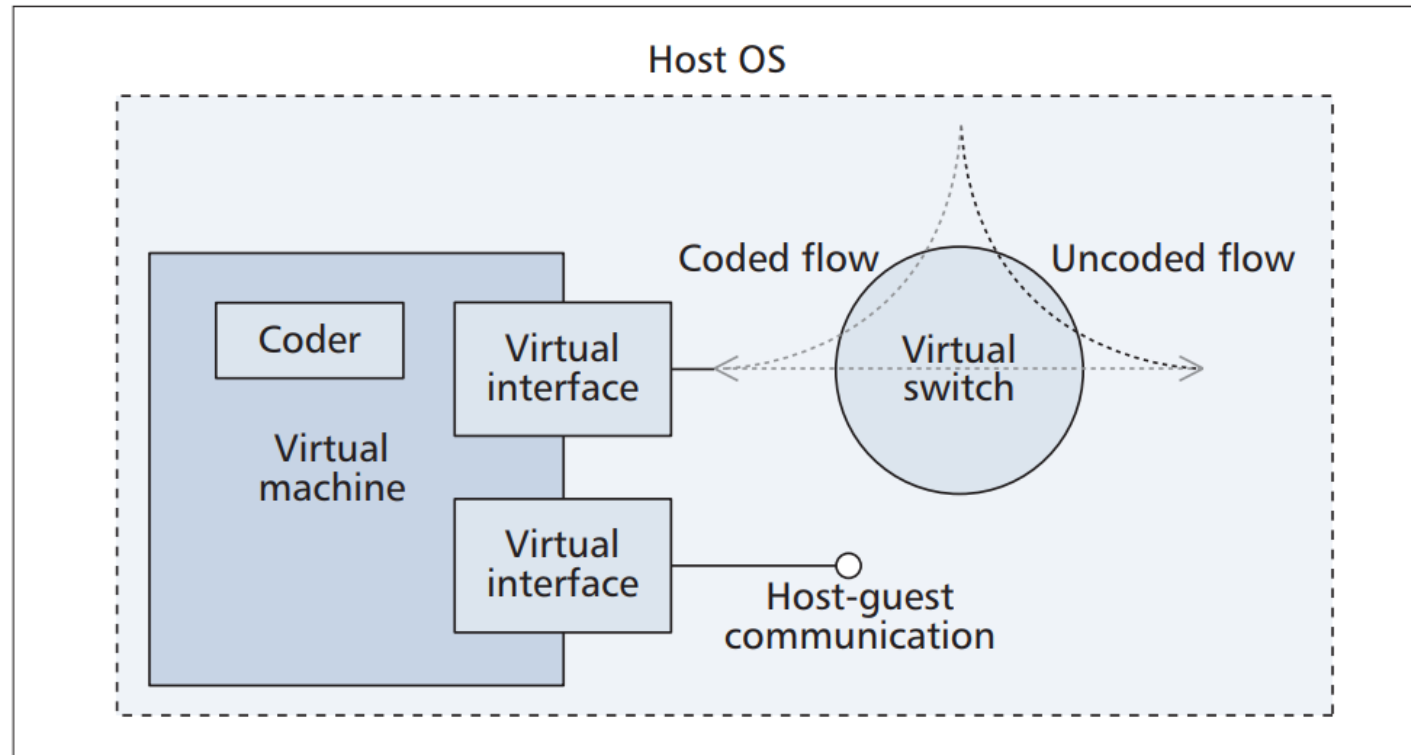 Host OS
Coded flow
Uncoded flow
Coder
Virtual
interface
Virtual
switch
Virtual
machine
Virtual
interface
Host-guest
communication